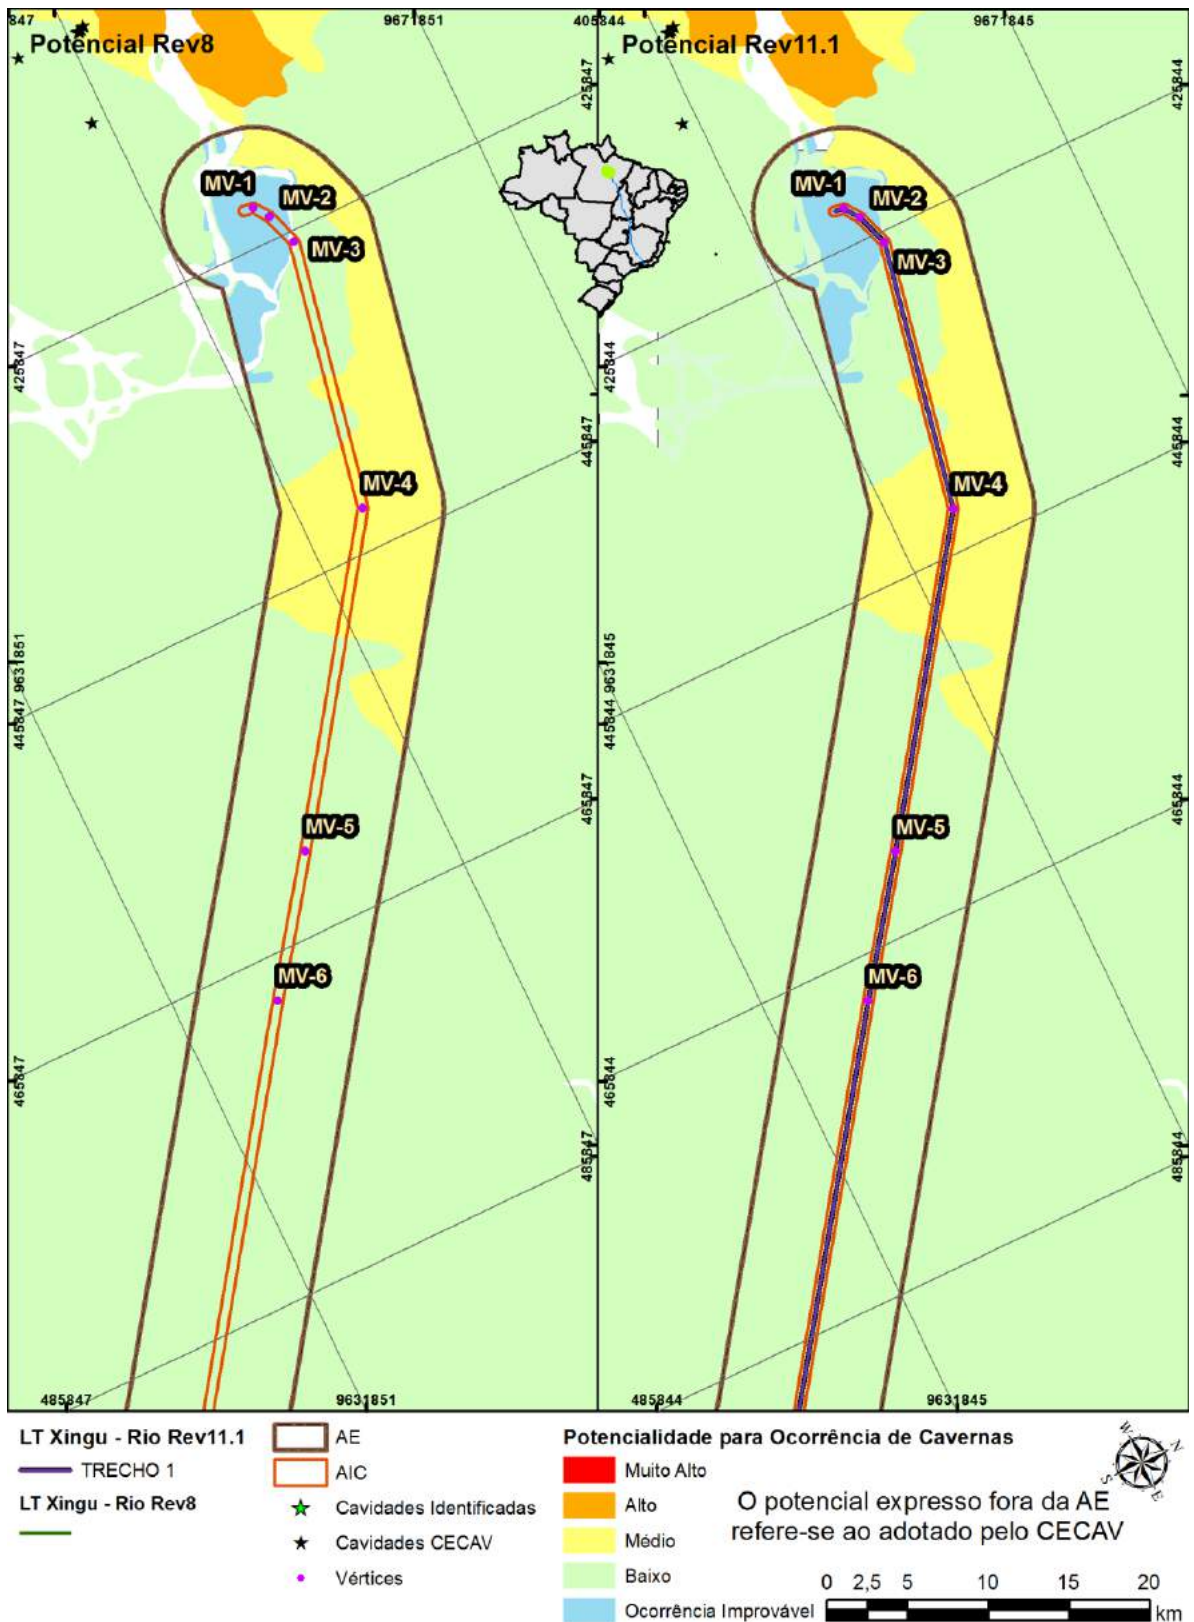 847
9671851
405844
9671845
Potencial Rev8
Potencial Rev11.1
425847
425844
MV-1
MV-2
MV-3
MV-1
MV-2
MV-3
425847
425844
445847
445844
MV-4
MV-4
9631851
9631845
445847
445844
465847
465844
MV-5
MV-5
MV-6
MV-6
465847
465844
485847
485844
485847
9631851
485844
9631845
LT Xingu - Rio Rev11.1
TRECHO 1
LT Xingu - Rio Rev8
AE
AIC
Cavidades Identificadas
Cavidades CECAV
Vértices
Potencialidade para Ocorrência de Cavernas
Muito Alto
Alto
Médio
Baixo
Ocorrência Improvável
W
N
S
E
O potencial expresso fora da AE
refere-se ao adotado pelo CECAV
0 2,5 5 10 15 20
km